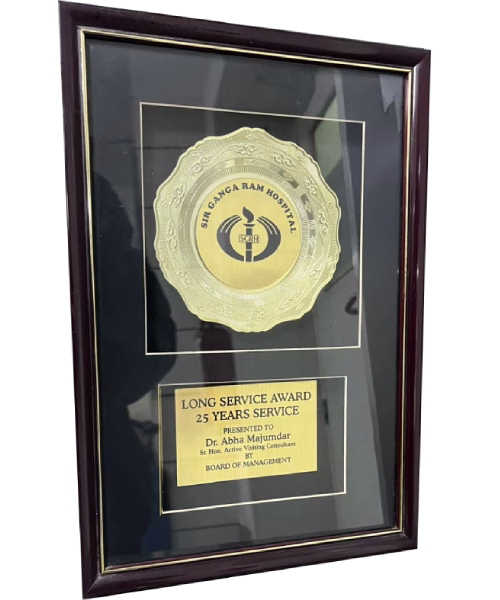 SIR GANGA RAM HOSPITAL
SGRH
LONG SERVICE AWARD
25 YEARS SERVICE
PRESENTED TO
Dr. Abha Majumdar
Sr. Hon. Active Visiting Consultant
BY
BOARD OF MANAGEMENT